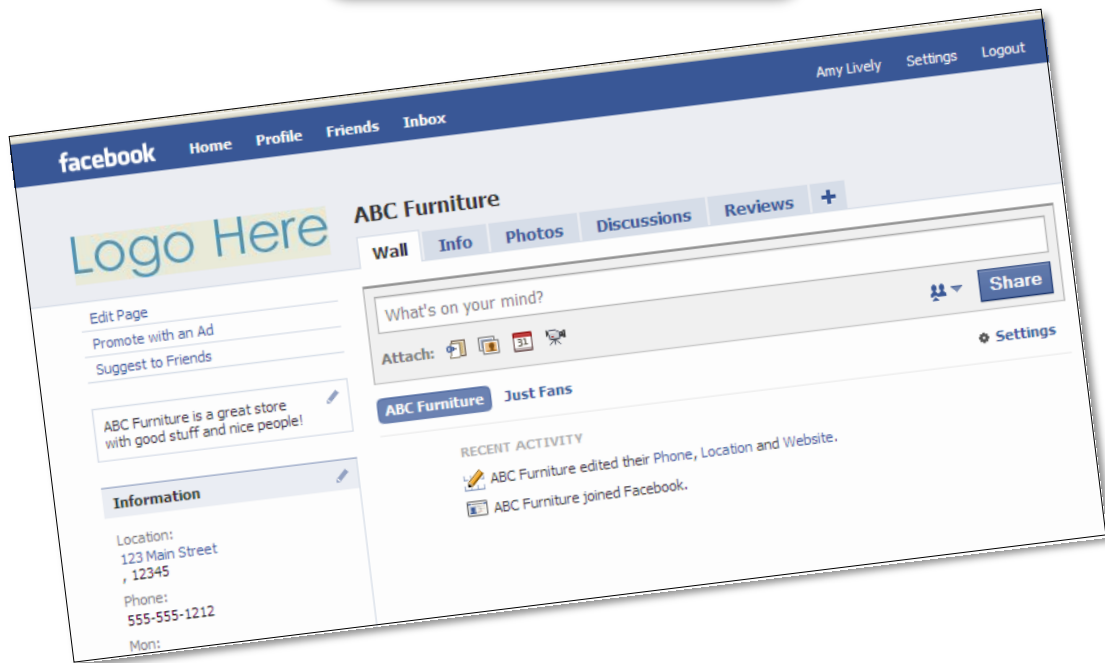 Amy Lively Settings Logout
facebook Home Profile Friends Inbox
Logo Here
ABC Furniture
Wall Info Photos Discussions Reviews +
What's on your mind?
Attach: 31
Share
Settings
ABC Furniture Just Fans
RECENT ACTIVITY
ABC Furniture edited their Phone, Location and Website.
ABC Furniture joined Facebook.
Edit Page
Promote with an Ad
Suggest to Friends
ABC Furniture is a great store
with good stuff and nice people!
Information
Location:
123 Main Street
, 12345
Phone:
555-555-1212
Mon: